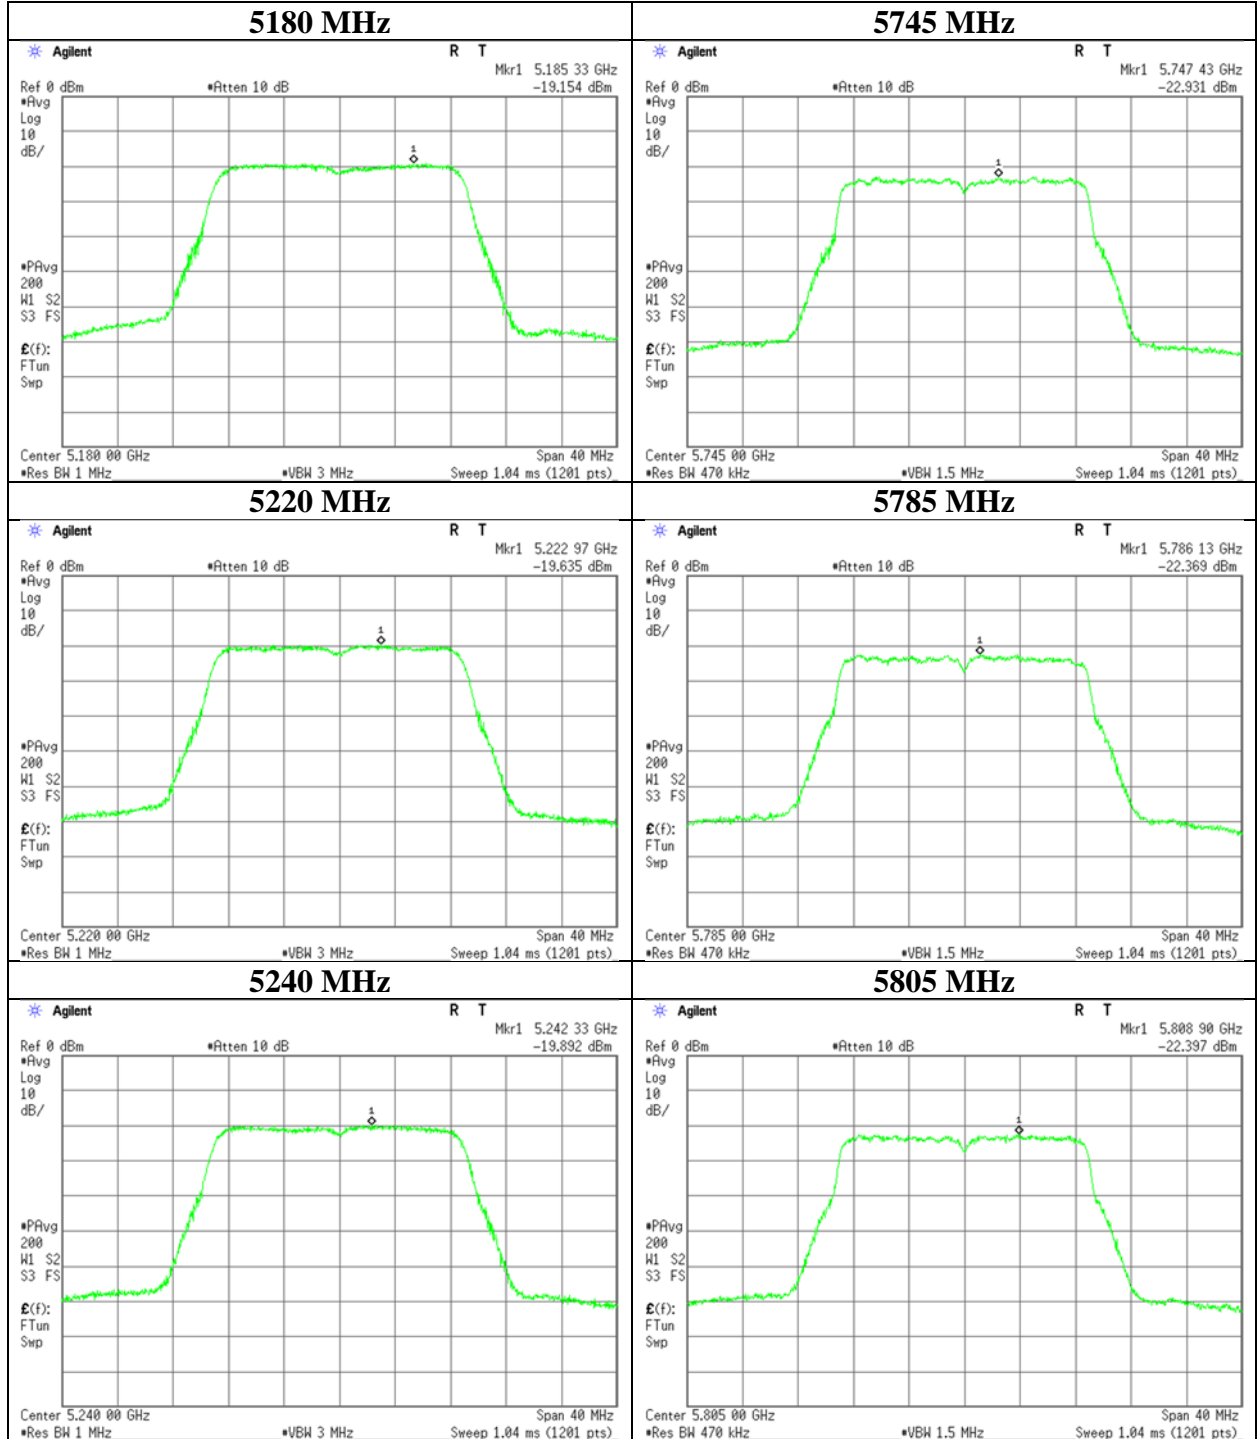 5180 MHz
Agilent R T
Mkr1 5.185 33 GHz
Ref 0 dBm *Atten 10 dB -19.154 dBm
*Avg
Log
10
dB/
1
*PAvg
200
W1 S2
S3 FS
£(f):
FTun
Swp
Center 5.180 00 GHz Span 40 MHz
*Res BW 1 MHz *VBW 3 MHz Sweep 1.04 ms (1201 pts)
5745 MHz
Agilent R T
Mkr1 5.747 43 GHz
Ref 0 dBm *Atten 10 dB -22.931 dBm
*Avg
Log
10
dB/
1
*PAvg
200
W1 S2
S3 FS
£(f):
FTun
Swp
Center 5.745 00 GHz Span 40 MHz
*Res BW 470 kHz *VBW 1.5 MHz Sweep 1.04 ms (1201 pts)
5220 MHz
Agilent R T
Mkr1 5.222 97 GHz
Ref 0 dBm *Atten 10 dB -19.635 dBm
*Avg
Log
10
dB/
1
*PAvg
200
W1 S2
S3 FS
£(f):
FTun
Swp
Center 5.220 00 GHz Span 40 MHz
*Res BW 1 MHz *VBW 3 MHz Sweep 1.04 ms (1201 pts)
5785 MHz
Agilent R T
Mkr1 5.786 13 GHz
Ref 0 dBm *Atten 10 dB -22.369 dBm
*Avg
Log
10
dB/
1
*PAvg
200
W1 S2
S3 FS
£(f):
FTun
Swp
Center 5.785 00 GHz Span 40 MHz
*Res BW 470 kHz *VBW 1.5 MHz Sweep 1.04 ms (1201 pts)
5240 MHz
Agilent R T
Mkr1 5.242 33 GHz
Ref 0 dBm *Atten 10 dB -19.892 dBm
*Avg
Log
10
dB/
1
*PAvg
200
W1 S2
S3 FS
£(f):
FTun
Swp
Center 5.240 00 GHz Span 40 MHz
*Res BW 1 MHz *VBW 3 MHz Sweep 1.04 ms (1201 pts)
5805 MHz
Agilent R T
Mkr1 5.808 90 GHz
Ref 0 dBm *Atten 10 dB -22.397 dBm
*Avg
Log
10
dB/
1
*PAvg
200
W1 S2
S3 FS
£(f):
FTun
Swp
Center 5.805 00 GHz Span 40 MHz
*Res BW 470 kHz *VBW 1.5 MHz Sweep 1.04 ms (1201 pts)